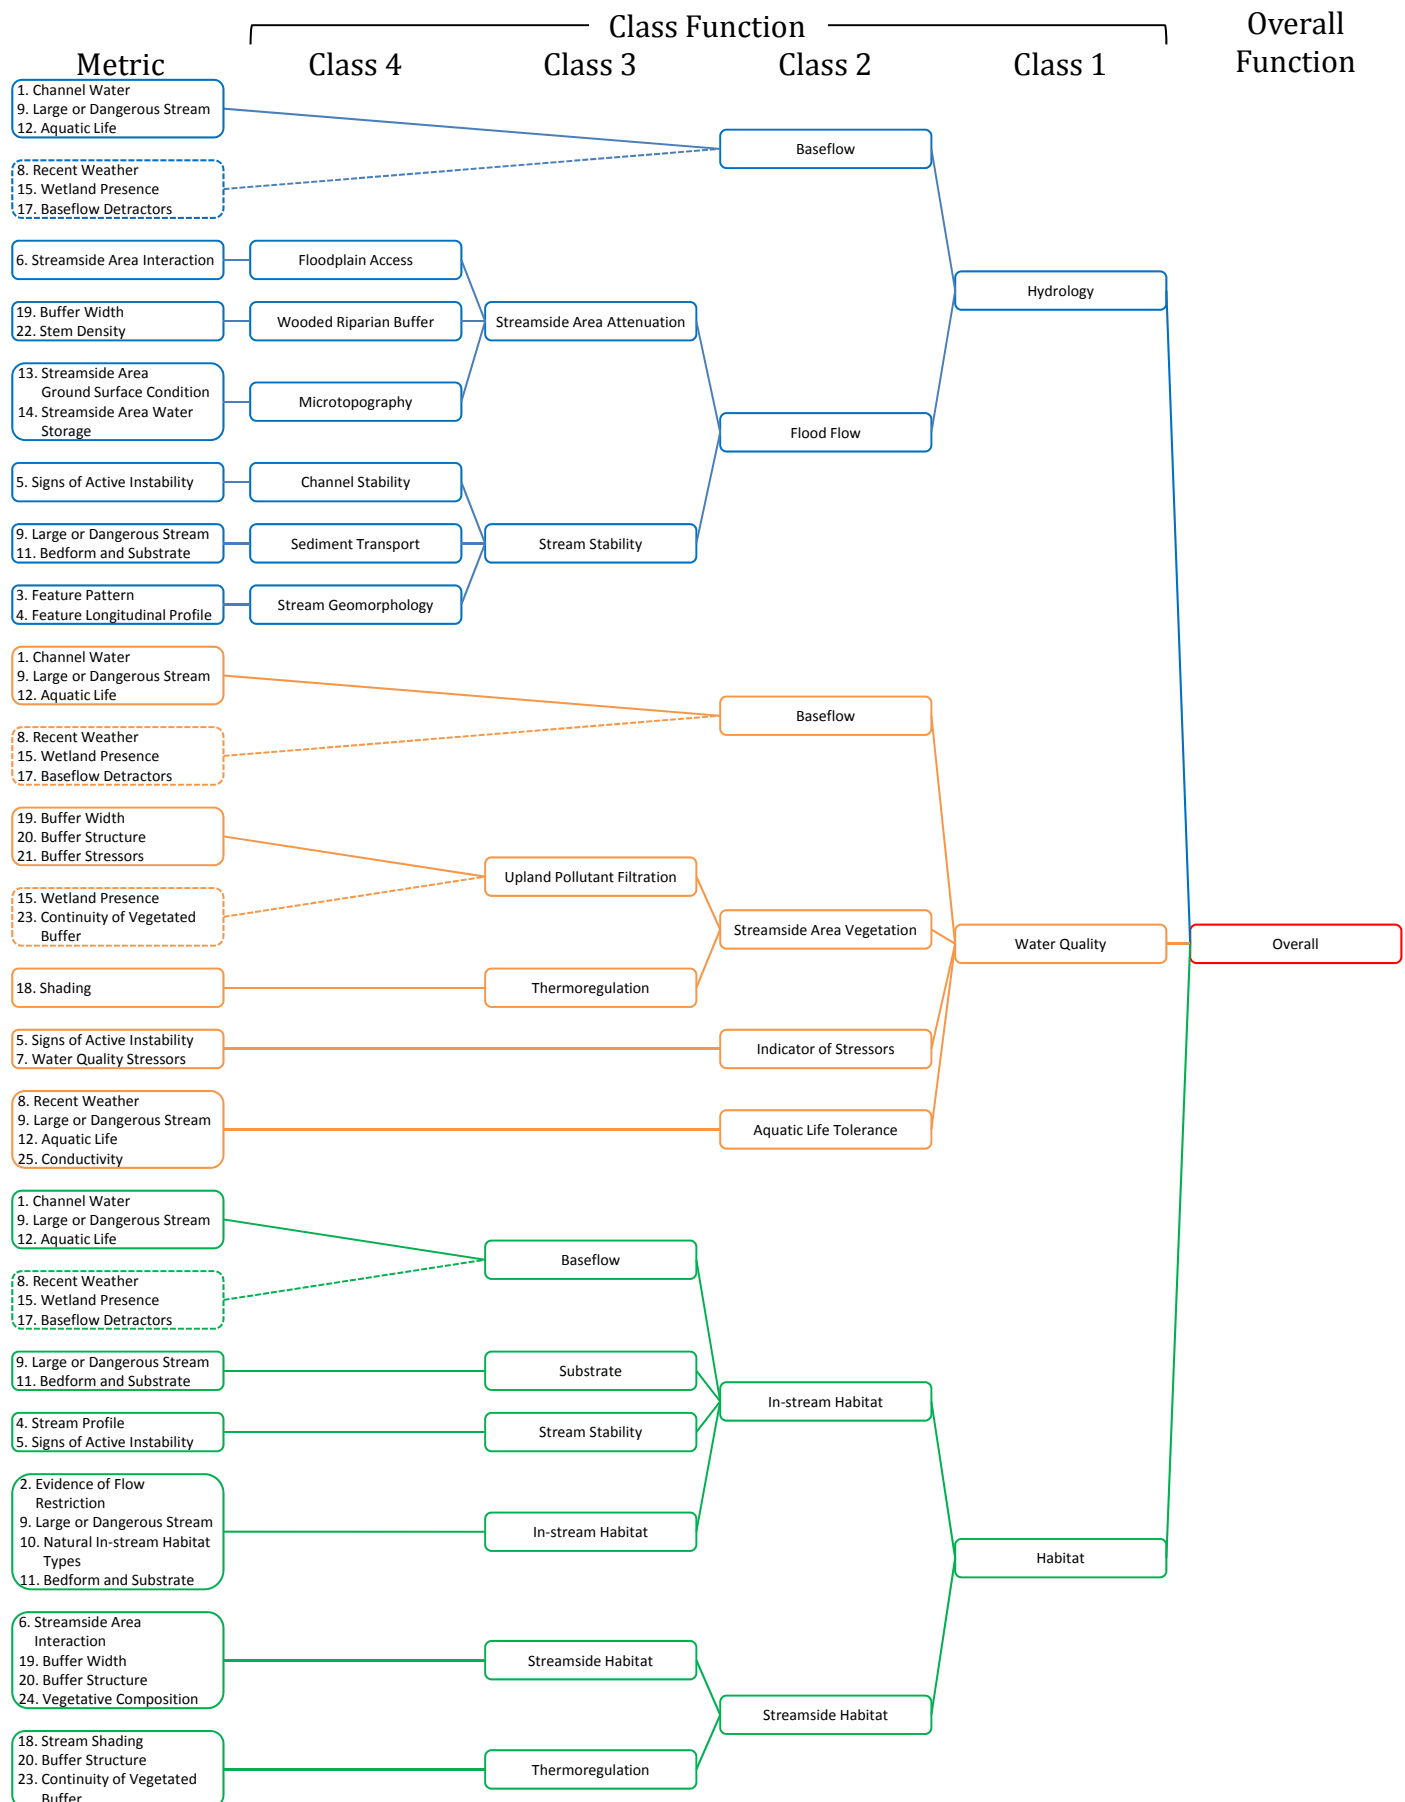 Class Function
Overall
Function
Metric
Class 4
Class 3
Class 2
Class 1
1. Channel Water
9. Large or Dangerous Stream
12. Aquatic Life
Baseflow
8. Recent Weather
15. Wetland Presence
17. Baseflow Detractors
6. Streamside Area Interaction
Floodplain Access
Hydrology
19. Buffer Width
22. Stem Density
Wooded Riparian Buffer
Streamside Area Attenuation
13. Streamside Area
Ground Surface Condition
14. Streamside Area Water
Storage
Microtopography
Flood Flow
5. Signs of Active Instability
Channel Stability
9. Large or Dangerous Stream
11. Bedform and Substrate
Sediment Transport
Stream Stability
3. Feature Pattern
4. Feature Longitudinal Profile
Stream Geomorphology
1. Channel Water
9. Large or Dangerous Stream
12. Aquatic Life
Baseflow
8. Recent Weather
15. Wetland Presence
17. Baseflow Detractors
19. Buffer Width
20. Buffer Structure
21. Buffer Stressors
Upland Pollutant Filtration
15. Wetland Presence
23. Continuity of Vegetated
Buffer
Streamside Area Vegetation
Water Quality
Overall
18. Shading
Thermoregulation
5. Signs of Active Instability
7. Water Quality Stressors
Indicator of Stressors
8. Recent Weather
9. Large or Dangerous Stream
12. Aquatic Life
25. Conductivity
Aquatic Life Tolerance
1. Channel Water
9. Large or Dangerous Stream
12. Aquatic Life
Baseflow
8. Recent Weather
15. Wetland Presence
17. Baseflow Detractors
9. Large or Dangerous Stream
11. Bedform and Substrate
Substrate
In-stream Habitat
4. Stream Profile
5. Signs of Active Instability
Stream Stability
2. Evidence of Flow
Restriction
9. Large or Dangerous Stream
10. Natural In-stream Habitat
Types
11. Bedform and Substrate
In-stream Habitat
Habitat
6. Streamside Area
Interaction
19. Buffer Width
20. Buffer Structure
24. Vegetative Composition
Streamside Habitat
Streamside Habitat
18. Stream Shading
20. Buffer Structure
23. Continuity of Vegetated
Buffer
Thermoregulation